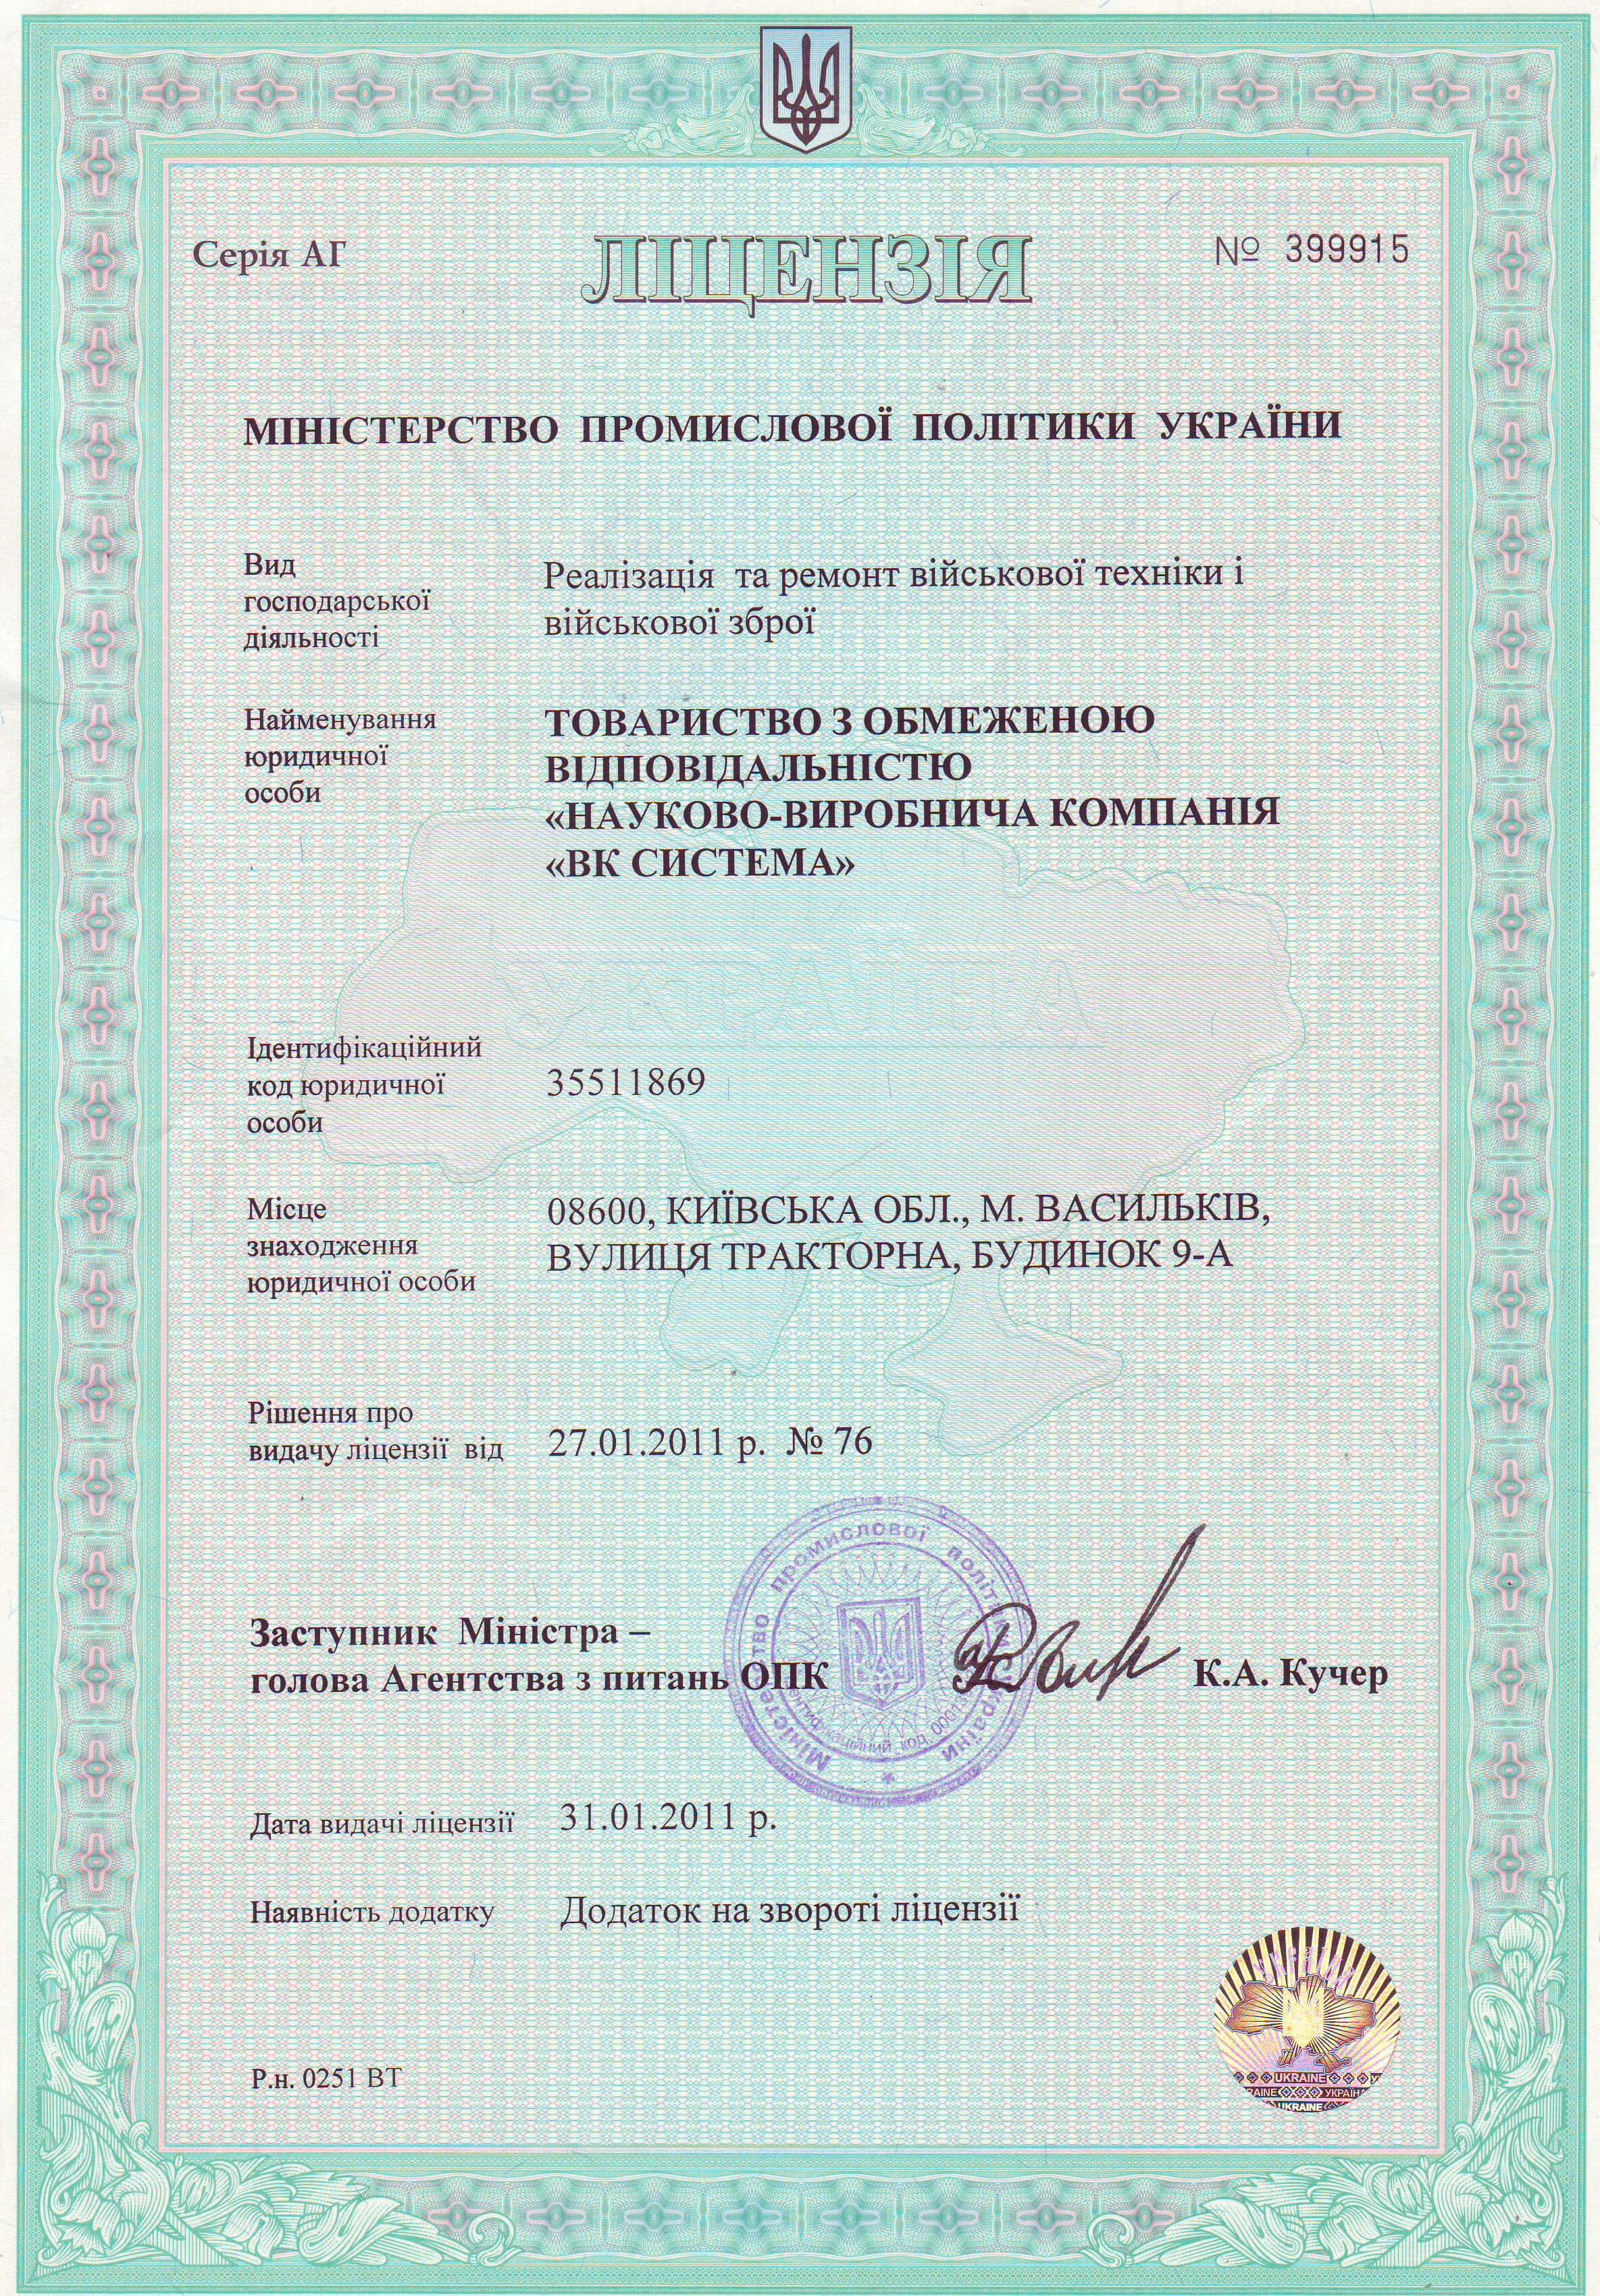 Серія АГ
ЛІЦЕНЗІЯ
№ 399915
МІНІСТЕРСТВО ПРОМИСЛОВОЇ ПОЛІТИКИ УКРАЇНИ
Вид
господарської
діяльності
Реалізація та ремонт військової техніки і
військової зброї
Найменування
юридичної
особи
ТОВАРИСТВО З ОБМЕЖЕНОЮ
ВІДПОВІДАЛЬНІСТЮ
«НАУКОВО-ВИРОБНИЧА КОМПАНІЯ
«ВК СИСТЕМА»
УКРАЇНА
Ідентифікаційний
код юридичної
особи
35511869
Місце
знаходження
юридичної особи
08600, КИЇВСЬКА ОБЛ., М. ВАСИЛЬКІВ,
ВУЛИЦЯ ТРАКТОРНА, БУДИНОК 9-А
Рішення про
видачу ліцензії від
27.01.2011 р. № 76
Заступник Міністра –
голова Агентства з питань ОПК
К.А. Кучер
Міністерство промислової політики України
код
Дата видачі ліцензії
31.01.2011 р.
Наявність додатку
Додаток на звороті ліцензії
Р.н. 0251 ВТ
UKRAINE
УКРАЇНА
UKRAINE